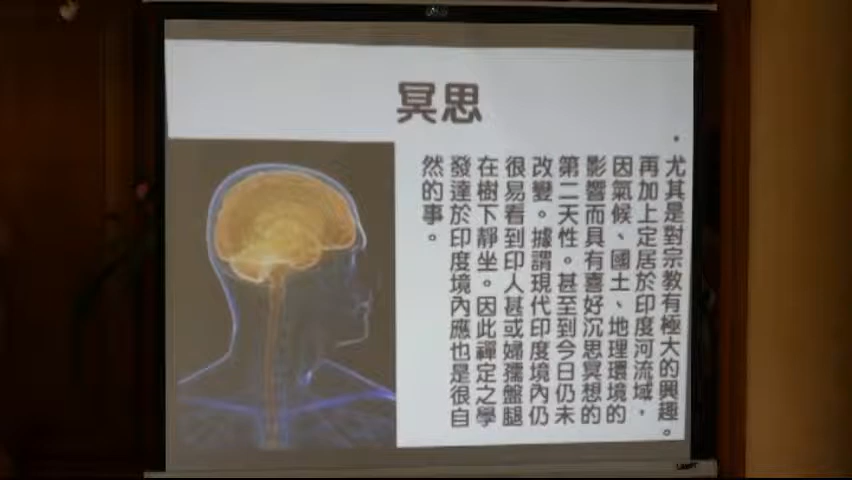 冥思
尤其是對宗教有極大的興趣。
再加上定居於印度河流域，
因氣候、國土、地理環境的
影響而具有喜好沉思冥想的
第二天性。甚至到今日仍未
改變。據謂現代印度境內仍
很易看到印人甚或婦孺盤腿
在樹下靜坐。因此禪定之學
發達於印度境內應也是很自
然的事。